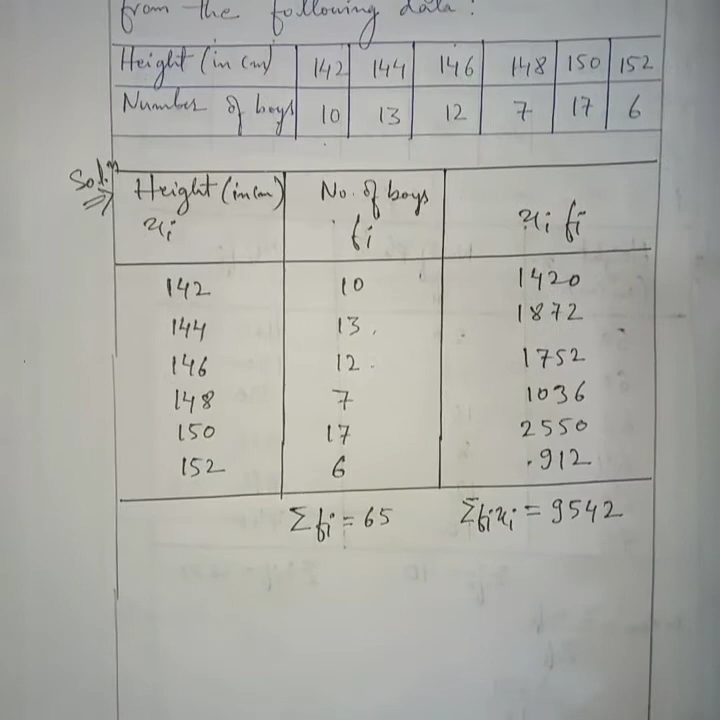 from the following data:
Height (in cm) 142 144 146 148 150 152
Number of boys 10 13 12 7 17 6
Solⁿ
Height (in cm) No. of boys
xi fi xi fi
142 10 1420
144 13 1872
146 12 1752
148 7 1036
150 17 2550
152 6 912
Σfi = 65 Σfixi = 9542